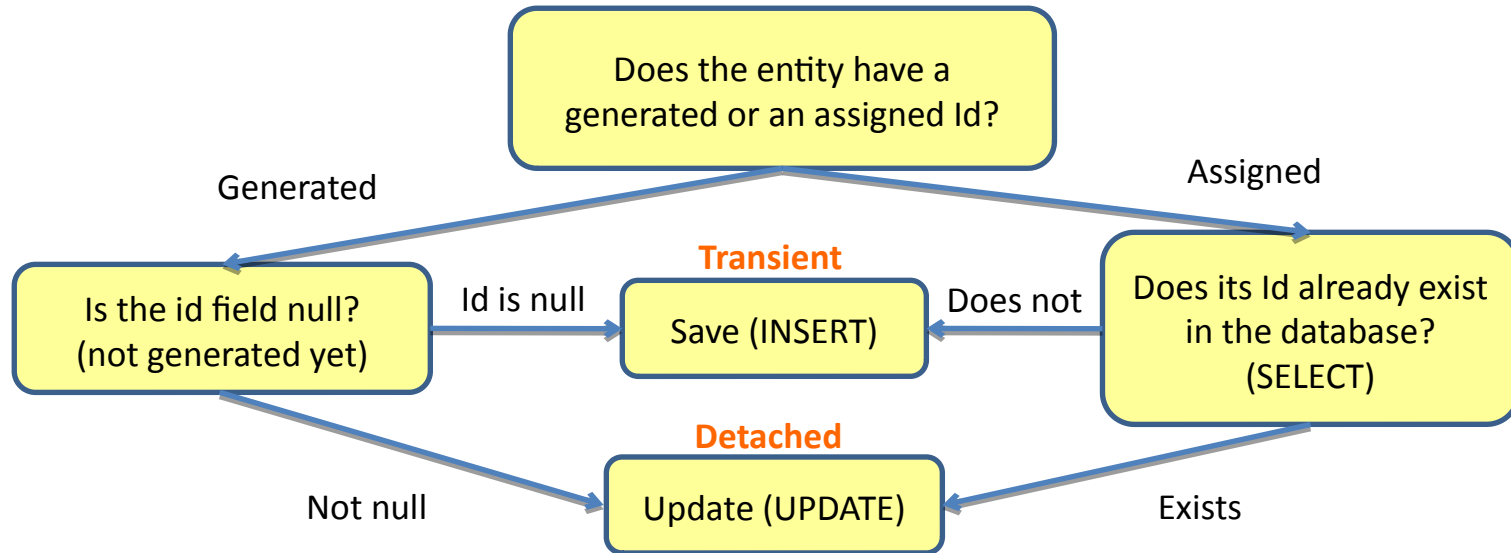 Does the entity have a
generated or an assigned Id?
Generated
Assigned
Transient
Is the id field null?
(not generated yet)
Id is null
Save (INSERT)
Does not
Does its Id already exist
in the database?
(SELECT)
Detached
Not null
Update (UPDATE)
Exists